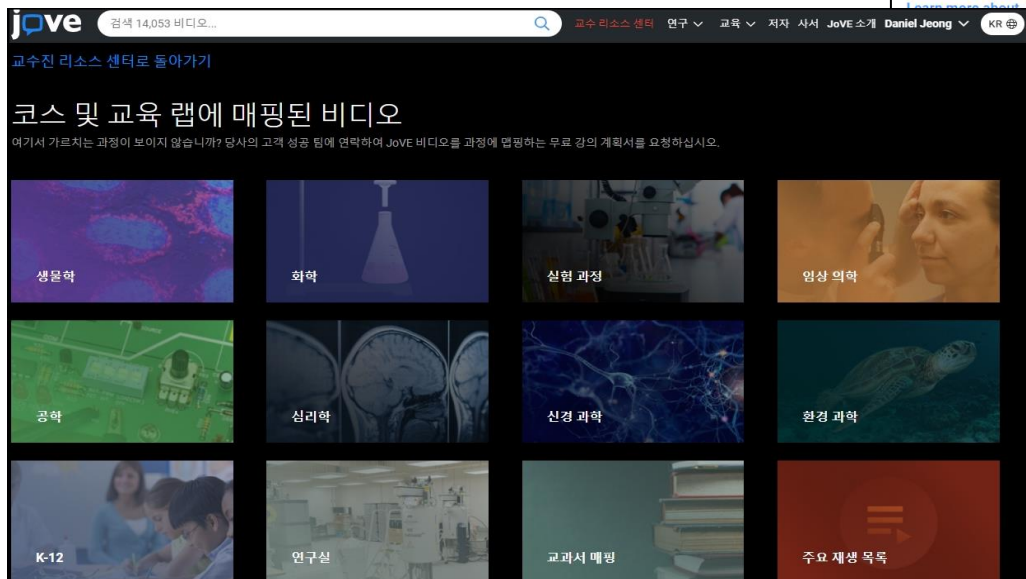 Learn more about
jove
검색 14,053 비디오...
교수 리소스 센터 연구 교육 저자 사서 JoVE 소개 Daniel Jeong KR
교수진 리소스 센터로 돌아가기
코스 및 교육 랩에 매핑된 비디오
여기서 가르치는 과정이 보이지 않습니까? 당사의 고객 성공 팀에 연락하여 JoVE 비디오를 과정에 맵핑하는 무료 강의 계획서를 요청하십시오.
생물학
화학
실험 과정
임상 의학
공학
심리학
신경 과학
환경 과학
K-12
연구실
교과서 매핑
주요 재생 목록